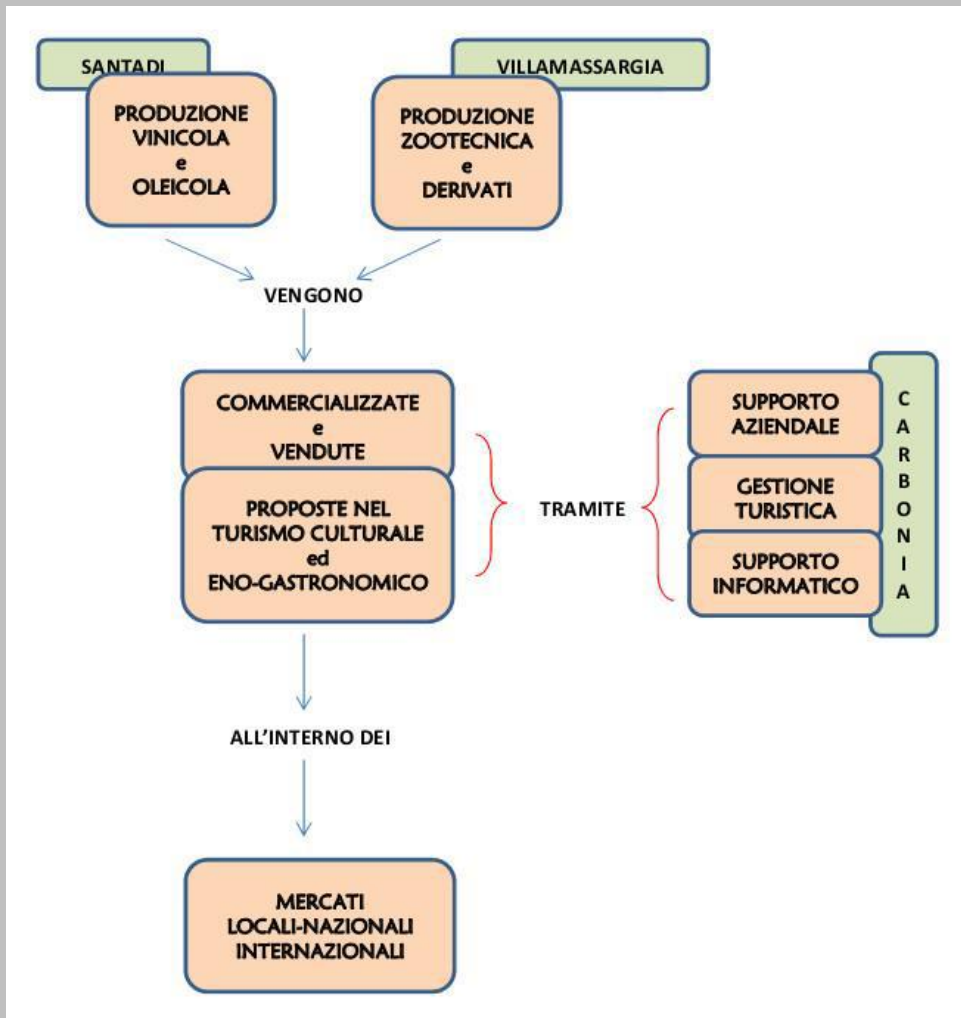 SANTADI
PRODUZIONE
VINICOLA
e
OLEICOLA
VILLAMASSARGIA
PRODUZIONE
ZOOTECNICA
e
DERIVATI
VENGONO
COMMERCIALIZZATE
e
VENDUTE
PROPOSTE NEL
TURISMO CULTURALE
ed
ENO-GASTRONOMICO
TRAMITE
SUPPORTO
AZIENDALE
GESTIONE
TURISTICA
SUPPORTO
INFORMATICO
CARBONIA
ALL'INTERNO DEI
MERCATI
LOCALI-NAZIONALI
INTERNAZIONALI